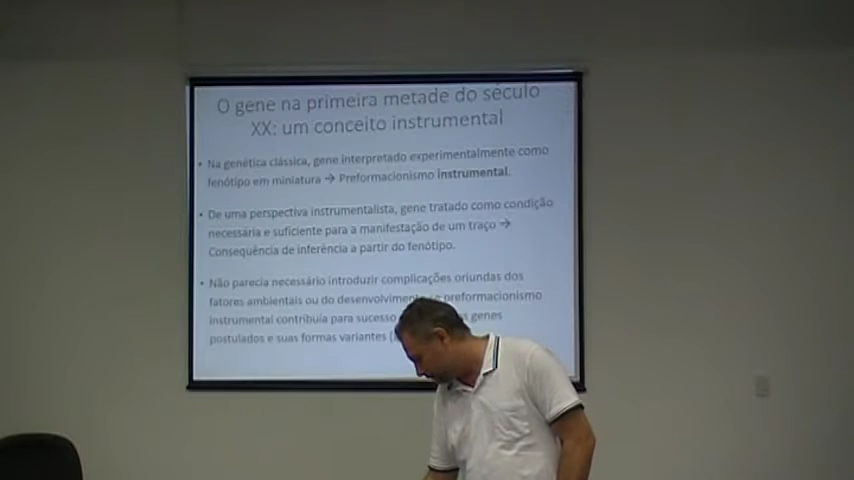 O gene na primeira metade do século
XX: um conceito instrumental
• Na genética clássica, gene interpretado experimentalmente como
fenótipo em miniatura → Preformacionismo instrumental.
• De uma perspectiva instrumentalista, gene tratado como condição
necessária e suficiente para a manifestação de um traço →
Consequência de inferência a partir do fenótipo.
• Não parecia necessário introduzir complicações oriundas dos
fatores ambientais ou do desenvolvimento e preformacionismo
instrumental contribuía para sucesso genes
postulados e suas formas variantes